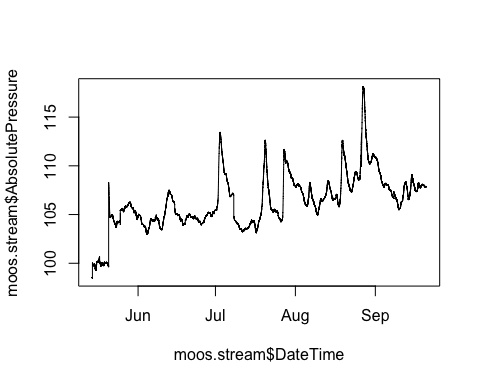 moos.stream$AbsolutePressure
115
110
105
100
Jun Jul Aug Sep
moos.stream$DateTime